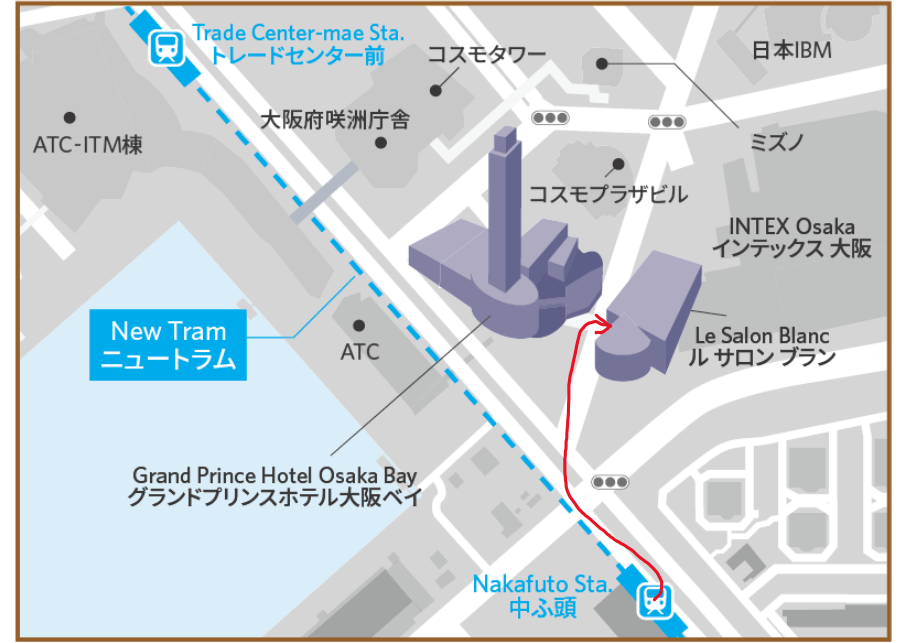 Trade Center-mae Sta.
トレードセンター前
コスモタワー
日本IBM
大阪府咲洲庁舎
ATC-ITM棟
ミズノ
コスモプラザビル
INTEX Osaka
インテックス 大阪
New Tram
ニュートラム
ATC
Le Salon Blanc
ル サロン ブラン
Grand Prince Hotel Osaka Bay
グランドプリンスホテル大阪ベイ
Nakafuto Sta.
中ふ頭